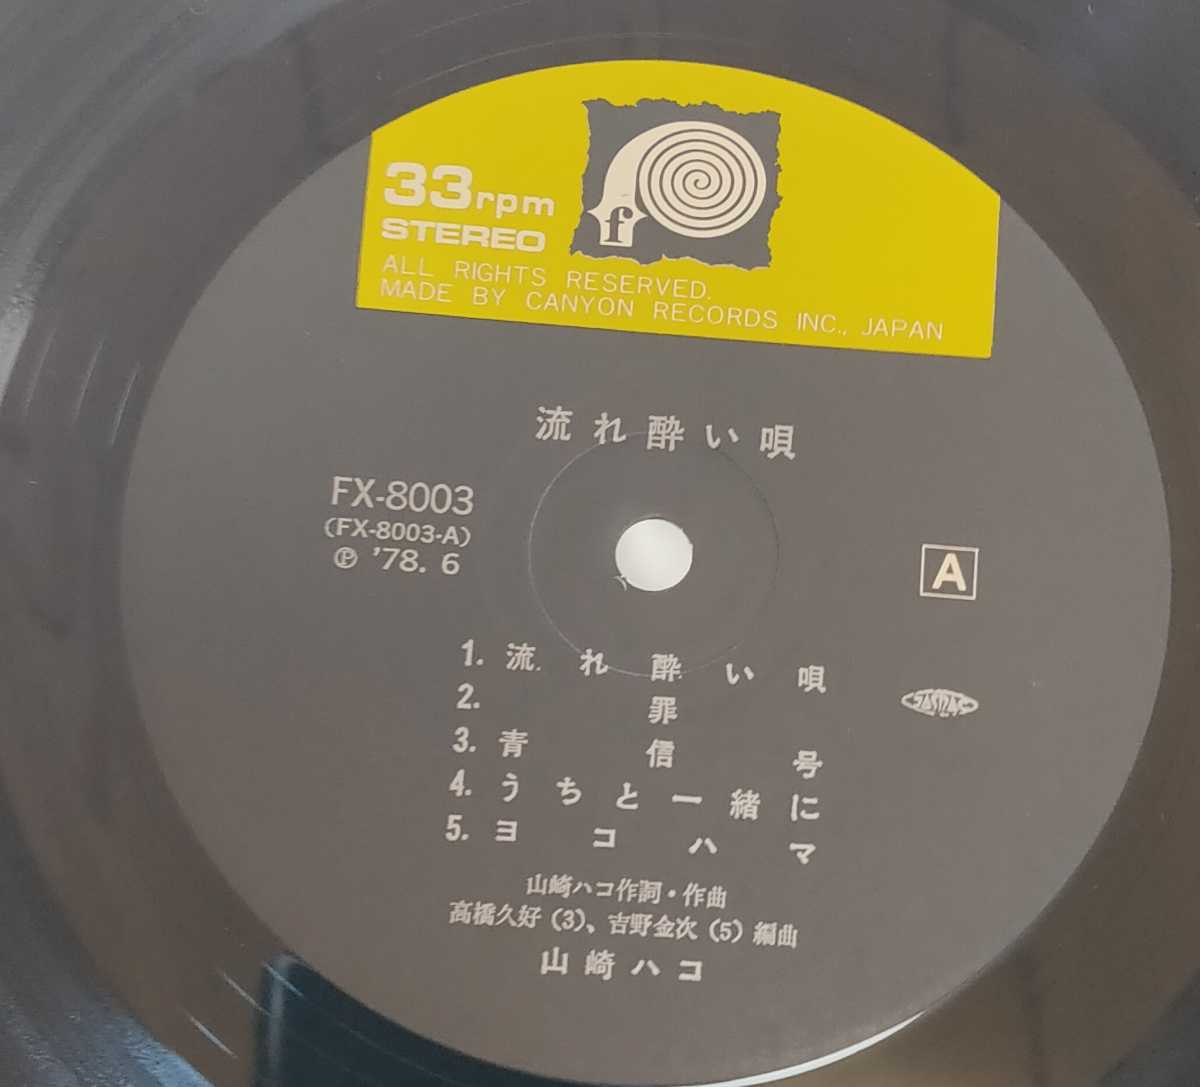 f
33rpm
STEREO
ALL RIGHTS RESERVED.
MADE BY CANYON RECORDS INC., JAPAN
流れ酔い唄
FX-8003
(FX-8003-A)
Ⓟ '78. 6
A
1. 流れ酔い唄
2. 罪
3. 青信号
4. うちと一緒に
5. ヨコハマ
JASRAC
山崎ハコ作詞・作曲
高橋久好(3)、吉野金次(5)編曲
山崎ハコ